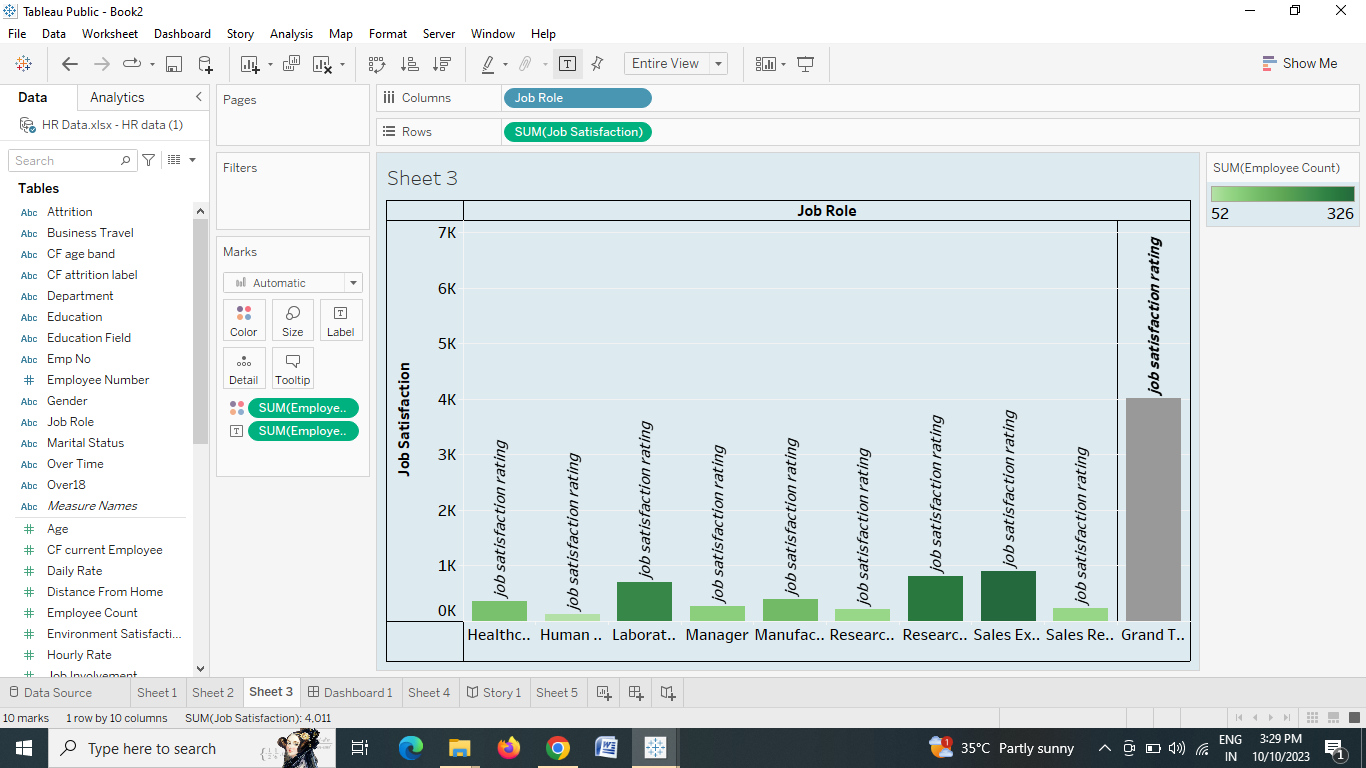 Tableau Public - Book2
File Data Worksheet Dashboard Story Analysis Map Format Server Window Help
Entire View
Show Me
Data Analytics
HR Data.xlsx - HR data (1)
Search
Tables
Abc Attrition
Abc Business Travel
Abc CF age band
Abc CF attrition label
Abc Department
Abc Education
Abc Education Field
Abc Emp No
# Employee Number
Abc Gender
Abc Job Role
Abc Marital Status
Abc Over Time
Abc Over18
Abc Measure Names
# Age
# CF current Employee
# Daily Rate
# Distance From Home
# Employee Count
# Environment Satisfacti...
# Hourly Rate
# Job Involvement
Pages
Filters
Marks
Automatic
Color Size Label
Detail Tooltip
SUM(Employe..
SUM(Employe..
Columns Job Role
Rows SUM(Job Satisfaction)
Sheet 3
Job Role
Job Satisfaction
7K
6K
5K
4K
3K
2K
1K
0K
job satisfaction rating
job satisfaction rating
job satisfaction rating
job satisfaction rating
job satisfaction rating
job satisfaction rating
job satisfaction rating
job satisfaction rating
job satisfaction rating
job satisfaction rating
Healthc.. Human .. Laborat.. Manager Manufac.. Researc.. Researc.. Sales Ex.. Sales Re.. Grand T..
SUM(Employee Count)
52 326
Data Source Sheet 1 Sheet 2 Sheet 3 Dashboard 1 Sheet 4 Story 1 Sheet 5
10 marks 1 row by 10 columns SUM(Job Satisfaction): 4,011
Type here to search
35°C Partly sunny
ENG
IN
3:29 PM
10/10/2023
1
1